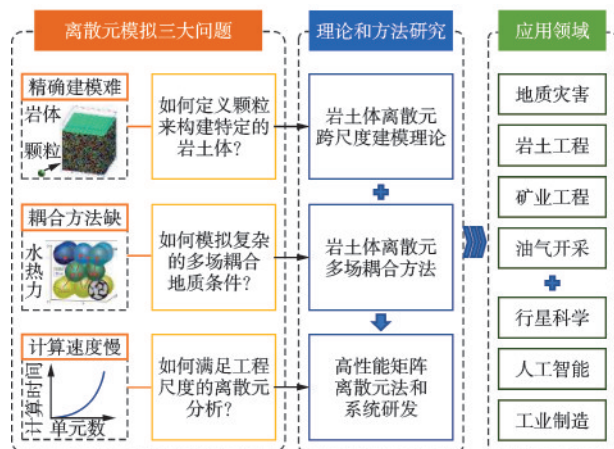 离散元模拟三大问题
理论和方法研究
应用领域
精确建模难
岩体
颗粒
如何定义颗粒
来构建特定的
岩土体?
岩土体离散元
跨尺度建模理论
耦合方法缺
水
热
力
如何模拟复杂
的多场耦合
地质条件?
岩土体离散元
多场耦合方法
计算速度慢
计算时间
单元数
如何满足工程
尺度的离散元
分析?
高性能矩阵
离散元法和
系统研发
地质灾害
岩土工程
矿业工程
油气开采
行星科学
人工智能
工业制造